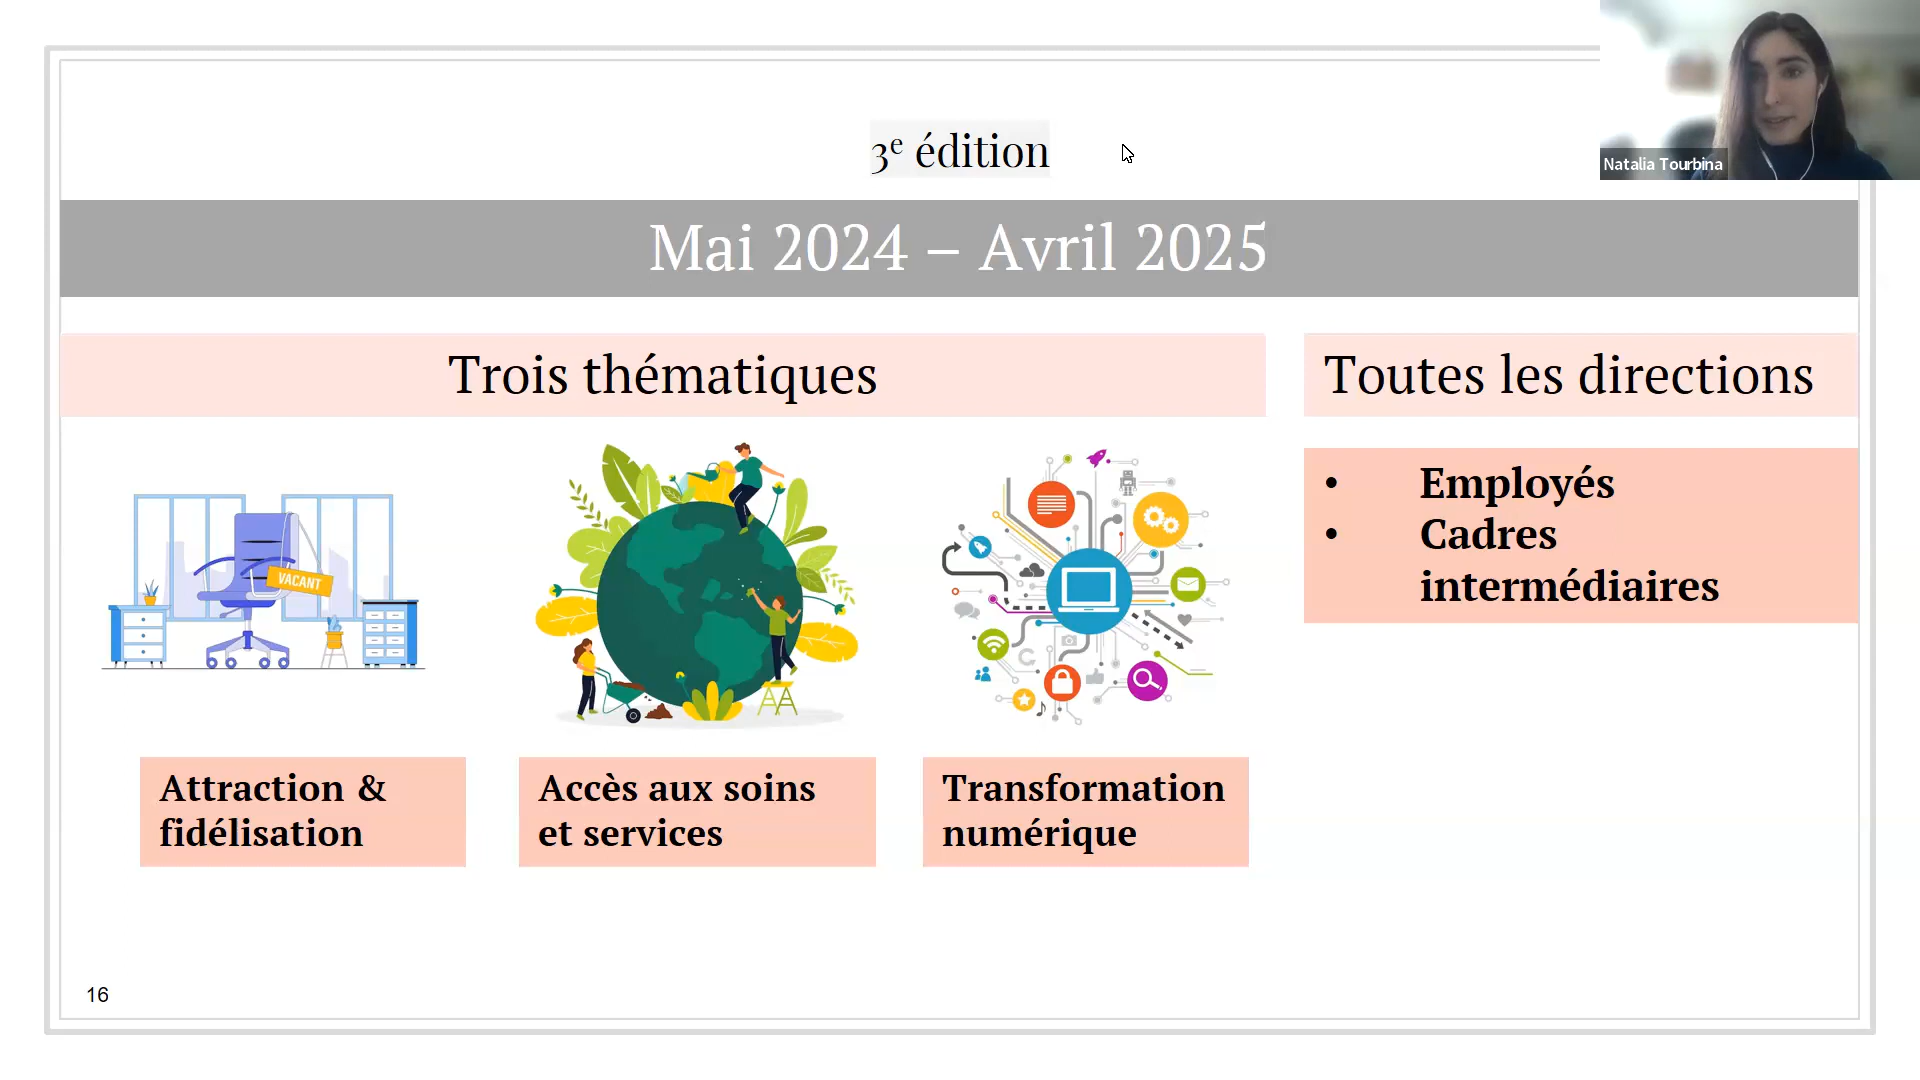 Natalia Tourbina
3e édition
Mai 2024 – Avril 2025
Trois thématiques
Toutes les directions
• Employés
• Cadres
intermédiaires
VACANT
Attraction &
fidélisation
Accès aux soins
et services
Transformation
numérique
16